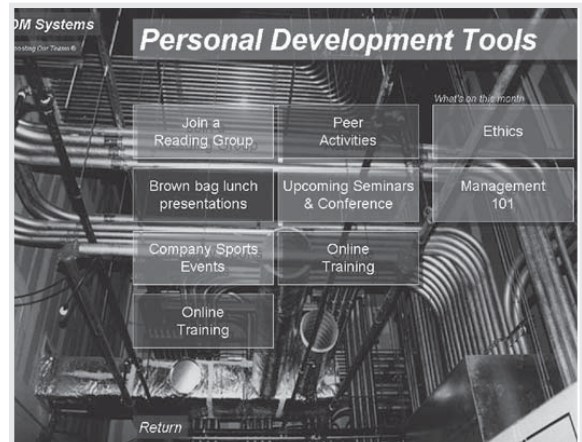 DM Systems
Personal Development Tools
What's on this month
Join a
Reading Group
Peer
Activities
Ethics
Brown bag lunch
presentations
Upcoming Seminars
& Conference
Management
101
Company Sports
Events
Online
Training
Online
Training
Return